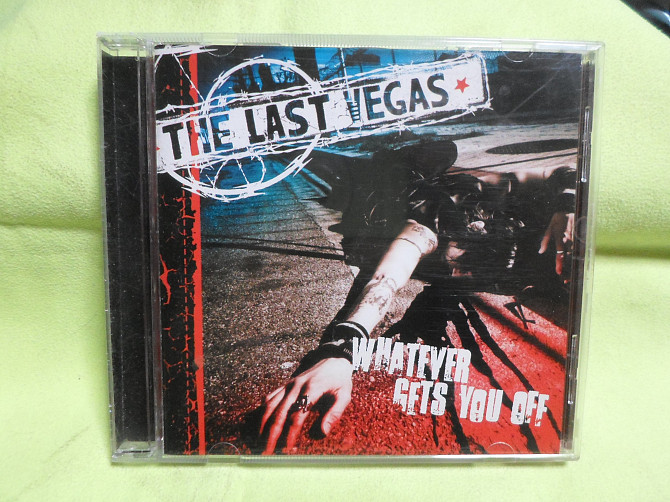 THE LAST VEGAS
WHATEVER
GETS YOU OFF